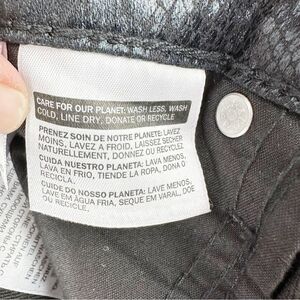 CARE FOR OUR PLANET: WASH LESS, WASH
COLD, LINE DRY, DONATE OR RECYCLE
PRENEZ SOIN DE NOTRE PLANETE: LAVEZ
MOINS, LAVEZ A FROID, LAISSEZ SECHER
NATURELLEMENT, DONNEZ OU RECYCLEZ.
CUIDA NUESTRO PLANETA: LAVA MENOS,
LAVA EN FRIO, TIENDE LA ROPA, DONA O
RECICLA.
CUIDE DO NOSSO PLANETA: LAVE MENOS,
LAVE EM ÁGUA FRIA, SEQUE EM VARAL, DOE
OU RECICLE.